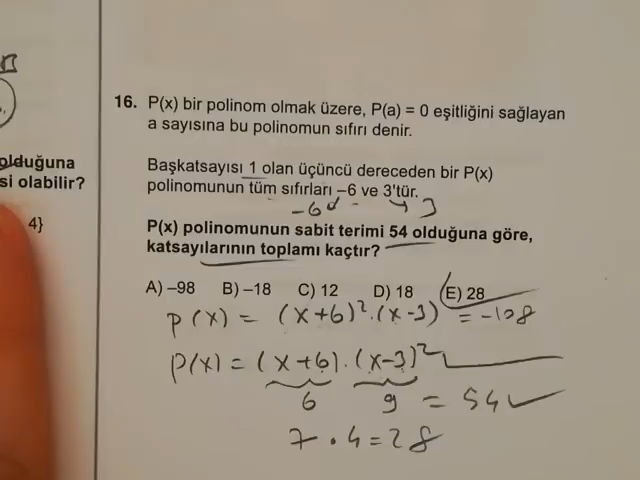 16. P(x) bir polinom olmak üzere, P(a) = 0 eşitliğini sağlayan
a sayısına bu polinomun sıfırı denir.
olduğuna
si olabilir?
4}
Başkatsayısı 1 olan üçüncü dereceden bir P(x)
polinomunun tüm sıfırları –6 ve 3'tür.
-6 3
P(x) polinomunun sabit terimi 54 olduğuna göre,
katsayılarının toplamı kaçtır?
A) –98 B) –18 C) 12 D) 18 E) 28
P(x) = (x+6)².(x-3) = -108
P(x) = (x+6).(x-3)²
6 9 = 54
7 . 4 = 28